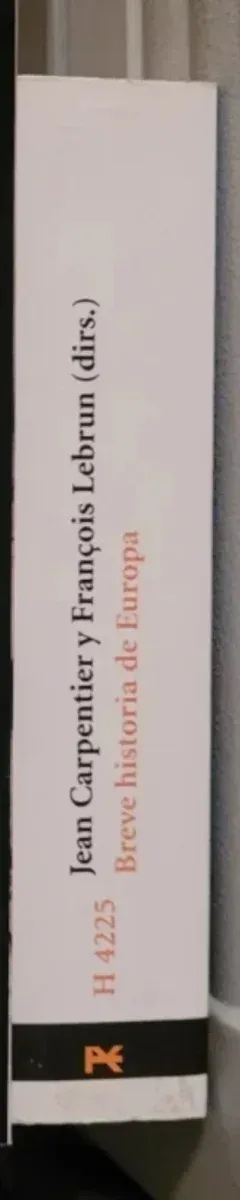 Jean Carpentier y François Lebrun (dirs.)
Breve historia de Europa
H 4225